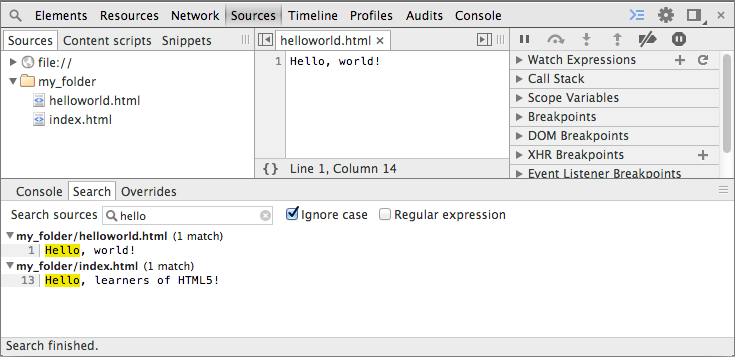 Elements Resources Network Sources Timeline Profiles Audits Console
Sources Content scripts Snippets
file://
my_folder
helloworld.html
index.html
helloworld.html ×
1 Hello, world!
{} Line 1, Column 14
Watch Expressions
Call Stack
Scope Variables
Breakpoints
DOM Breakpoints
XHR Breakpoints
Event Listener Breakpoints
Console Search Overrides
Search sources hello Ignore case Regular expression
my_folder/helloworld.html (1 match)
1 Hello, world!
my_folder/index.html (1 match)
13 Hello, learners of HTML5!
Search finished.